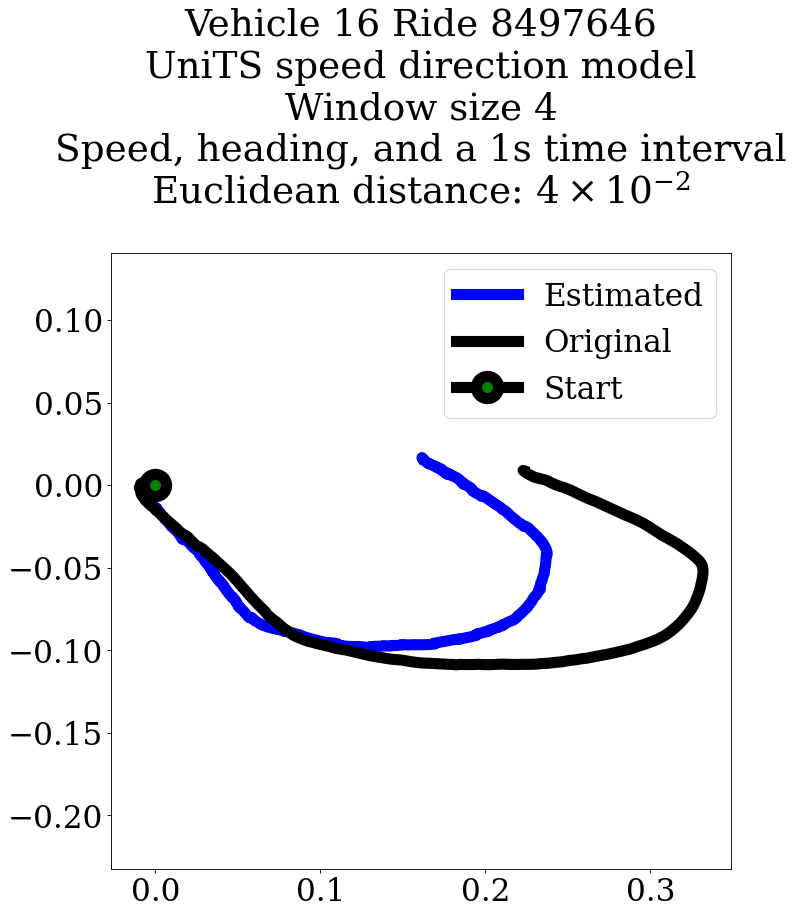 Vehicle 16 Ride 8497646
UniTS speed direction model
Window size 4
Speed, heading, and a 1s time interval
Euclidean distance: 4 × 10⁻²
Estimated
Original
Start
0.10
0.05
0.00
−0.05
−0.10
−0.15
−0.20
0.0 0.1 0.2 0.3